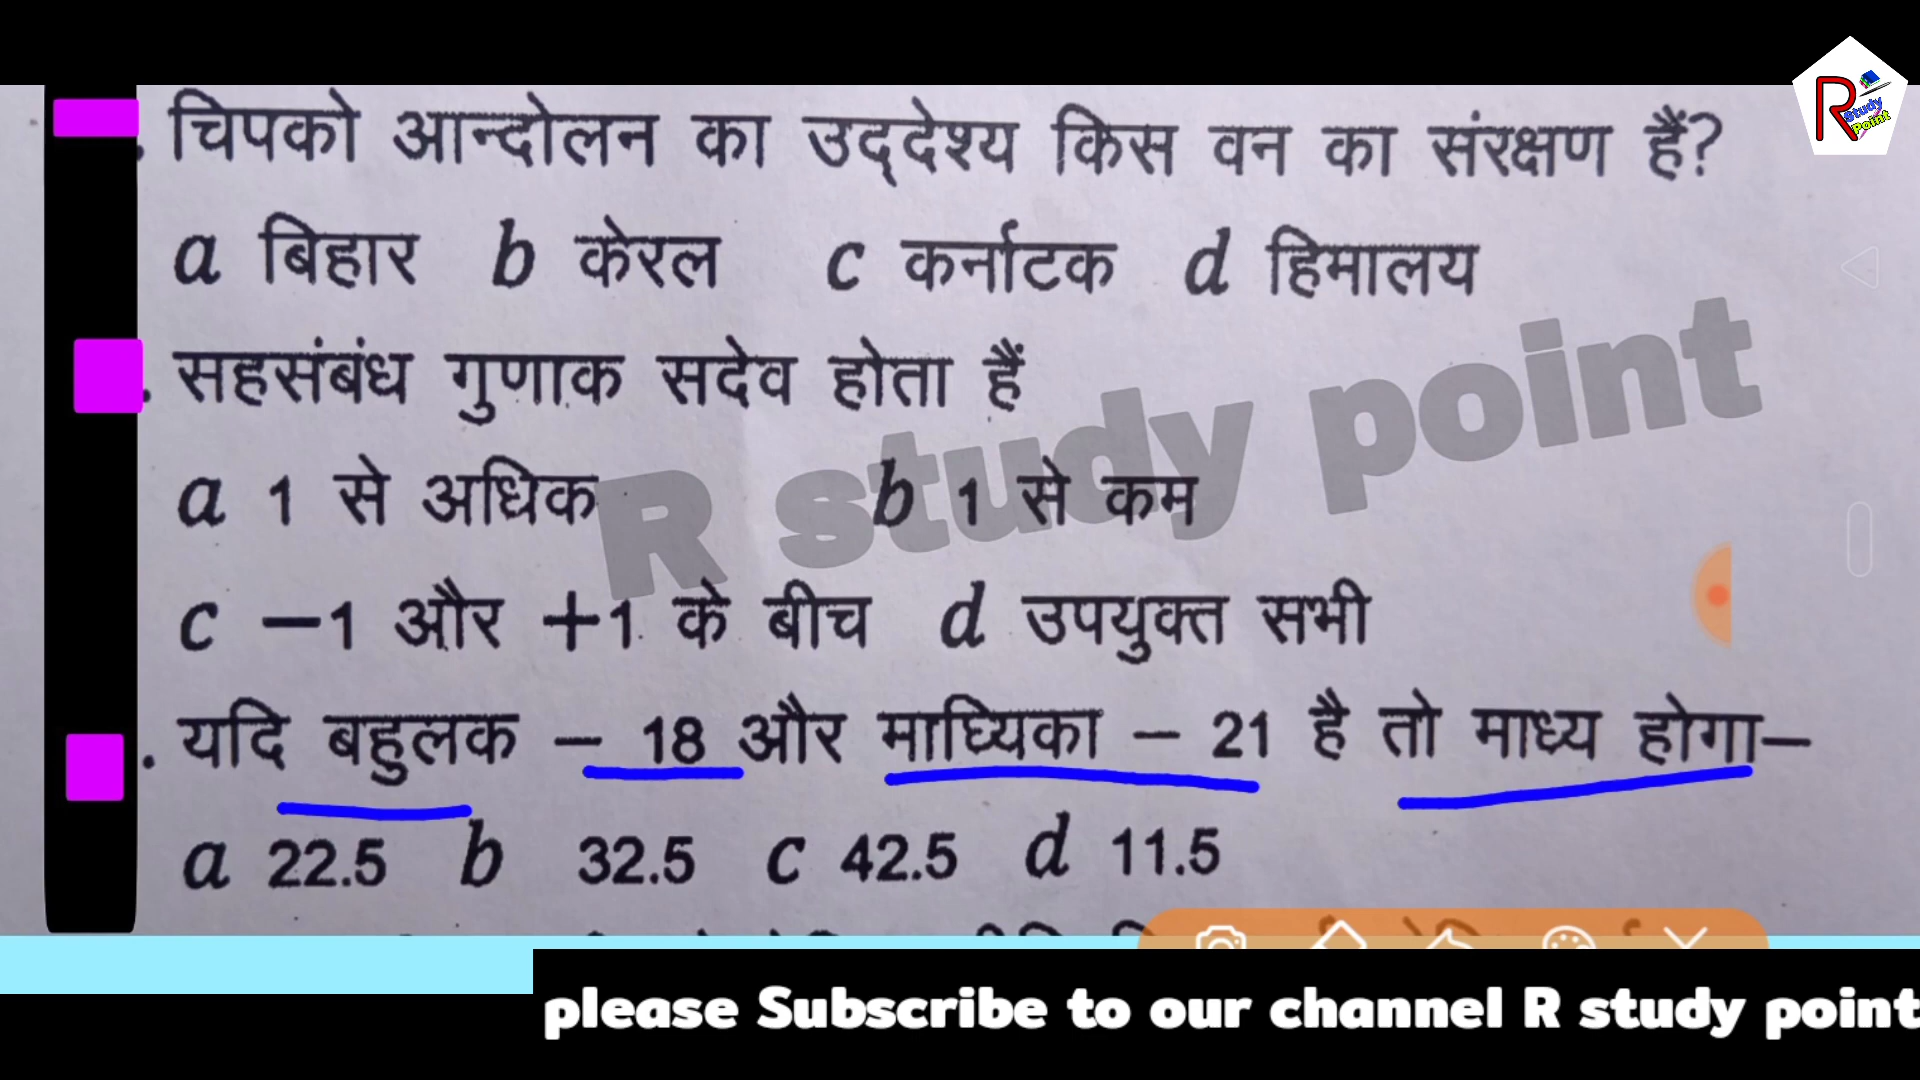 R Study Point
चिपको आन्दोलन का उद्देश्य किस वन का संरक्षण हैं?
a बिहार b केरल c कर्नाटक d हिमालय
. सहसंबंध गुणाक सदेव होता हैं
R study point
a 1 से अधिक b 1 से कम
c –1 और +1 के बीच d उपयुक्त सभी
. यदि बहुलक – 18 और माध्यिका – 21 है तो माध्य होगा–
a 22.5 b 32.5 c 42.5 d 11.5
please Subscribe to our channel R study point